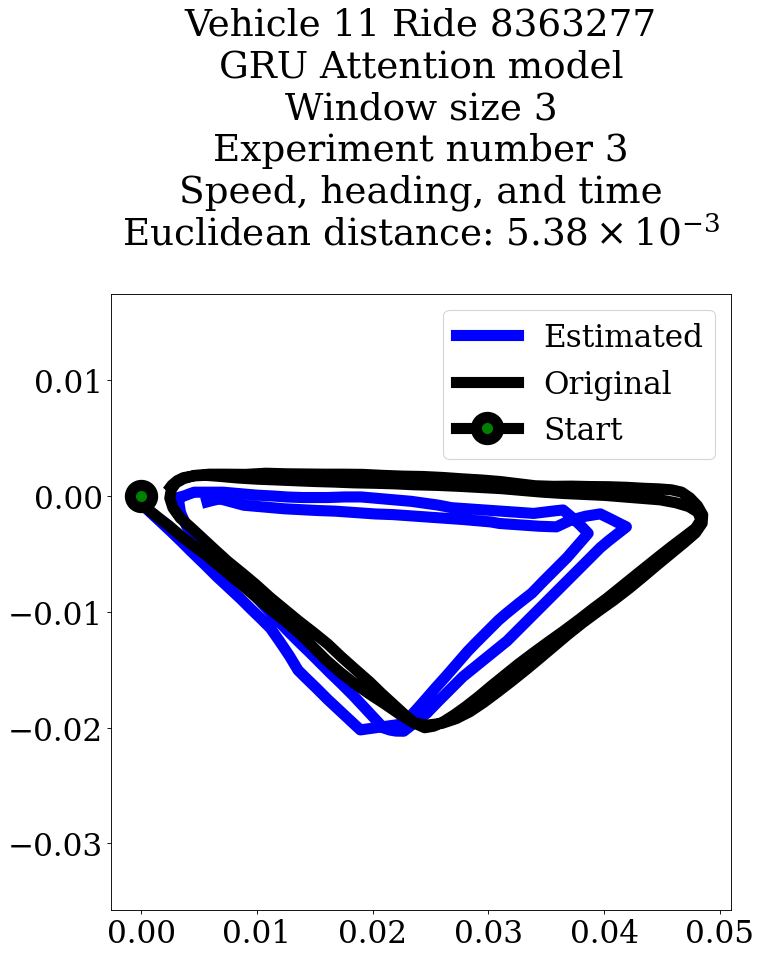 Vehicle 11 Ride 8363277
GRU Attention model
Window size 3
Experiment number 3
Speed, heading, and time
Euclidean distance: 5.38 × 10⁻³
Estimated
Original
Start
0.01
0.00
−0.01
−0.02
−0.03
0.00 0.01 0.02 0.03 0.04 0.05